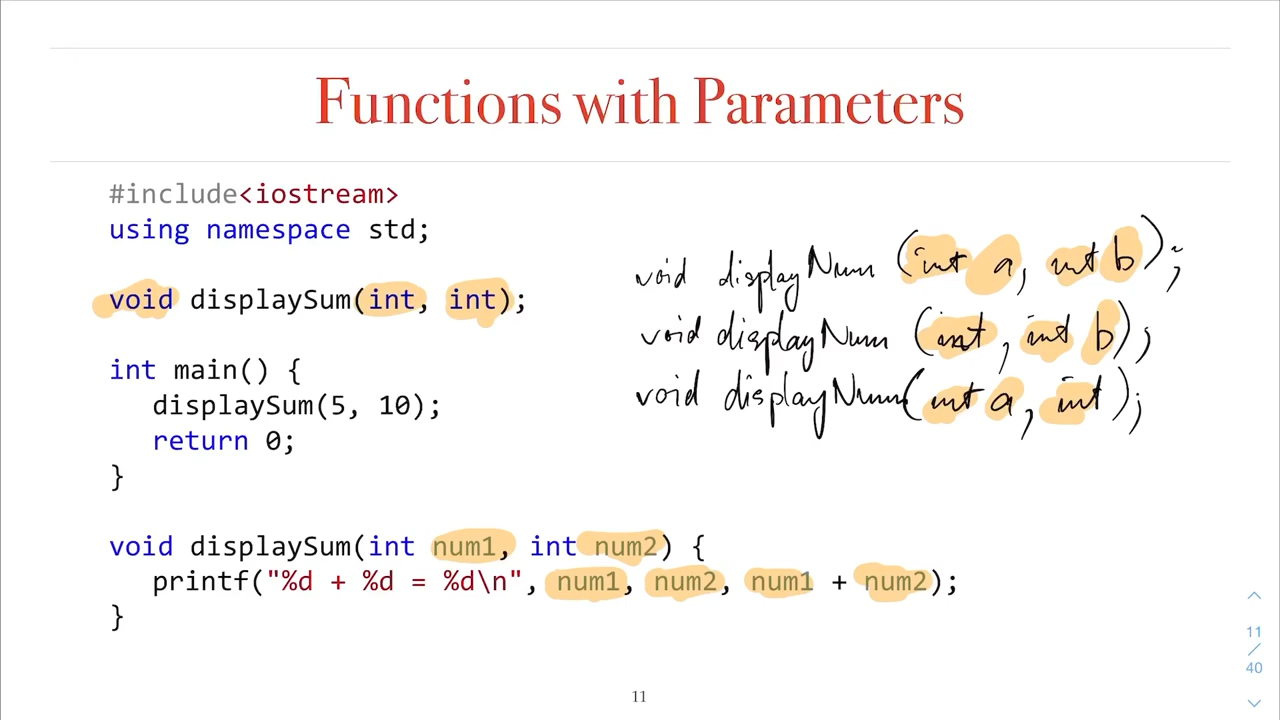 Functions with Parameters
#include<iostream>
using namespace std;
void displaySum(int, int);
int main() {
displaySum(5, 10);
return 0;
}
void displaySum(int num1, int num2) {
printf("%d + %d = %d\n", num1, num2, num1 + num2);
}
void displayNum (int a, int b);
void displayNum (int, int b);
void displayNum(int a, int);
11
/
40
11